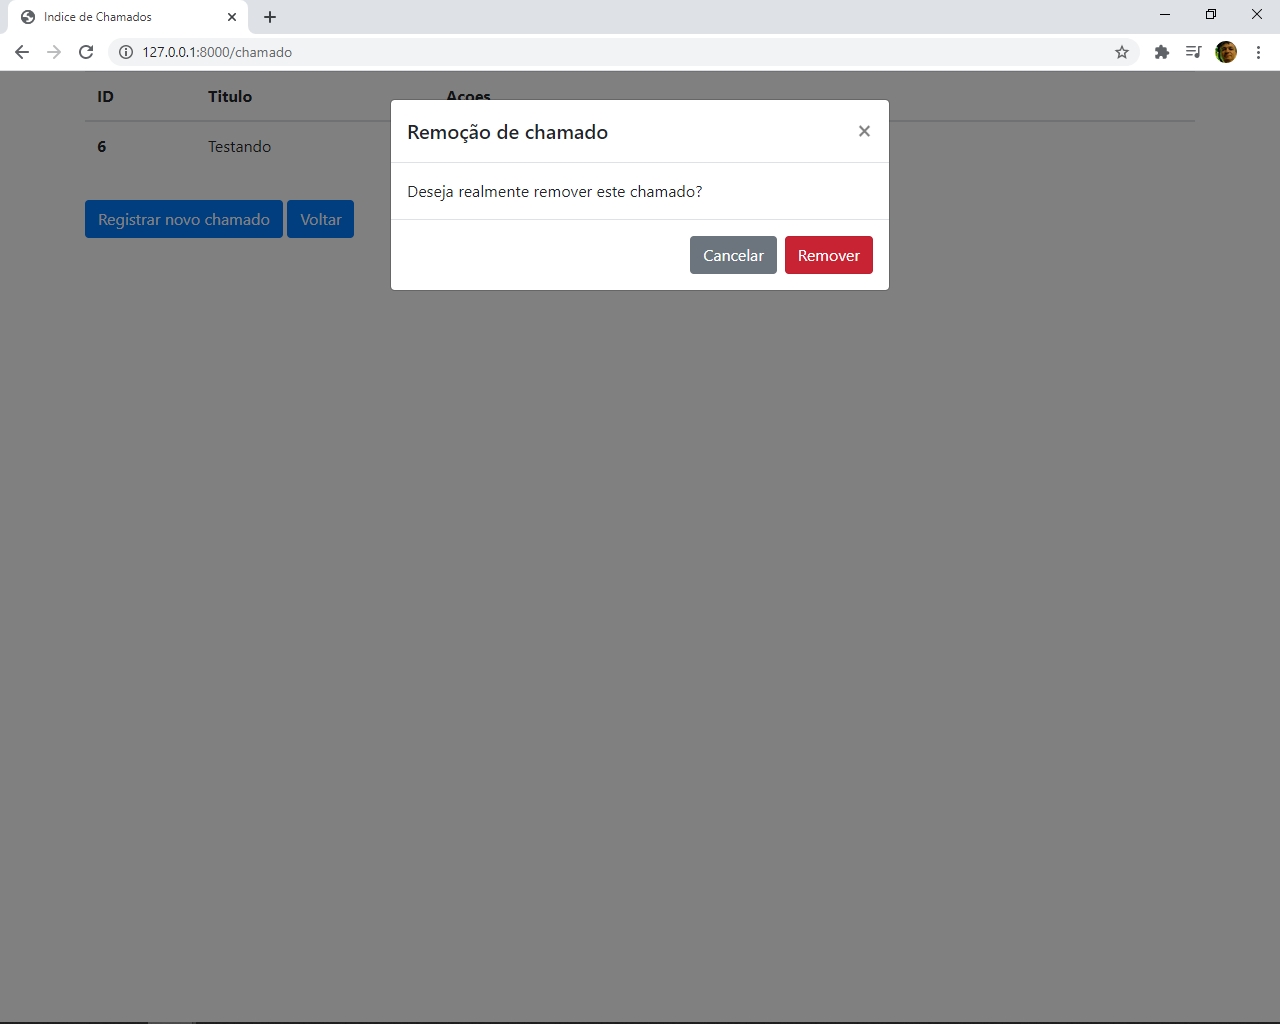 Indice de Chamados
127.0.0.1:8000/chamado
ID Titulo Açoes
Remoção de chamado
6 Testando
Deseja realmente remover este chamado?
Registrar novo chamado Voltar
Cancelar Remover